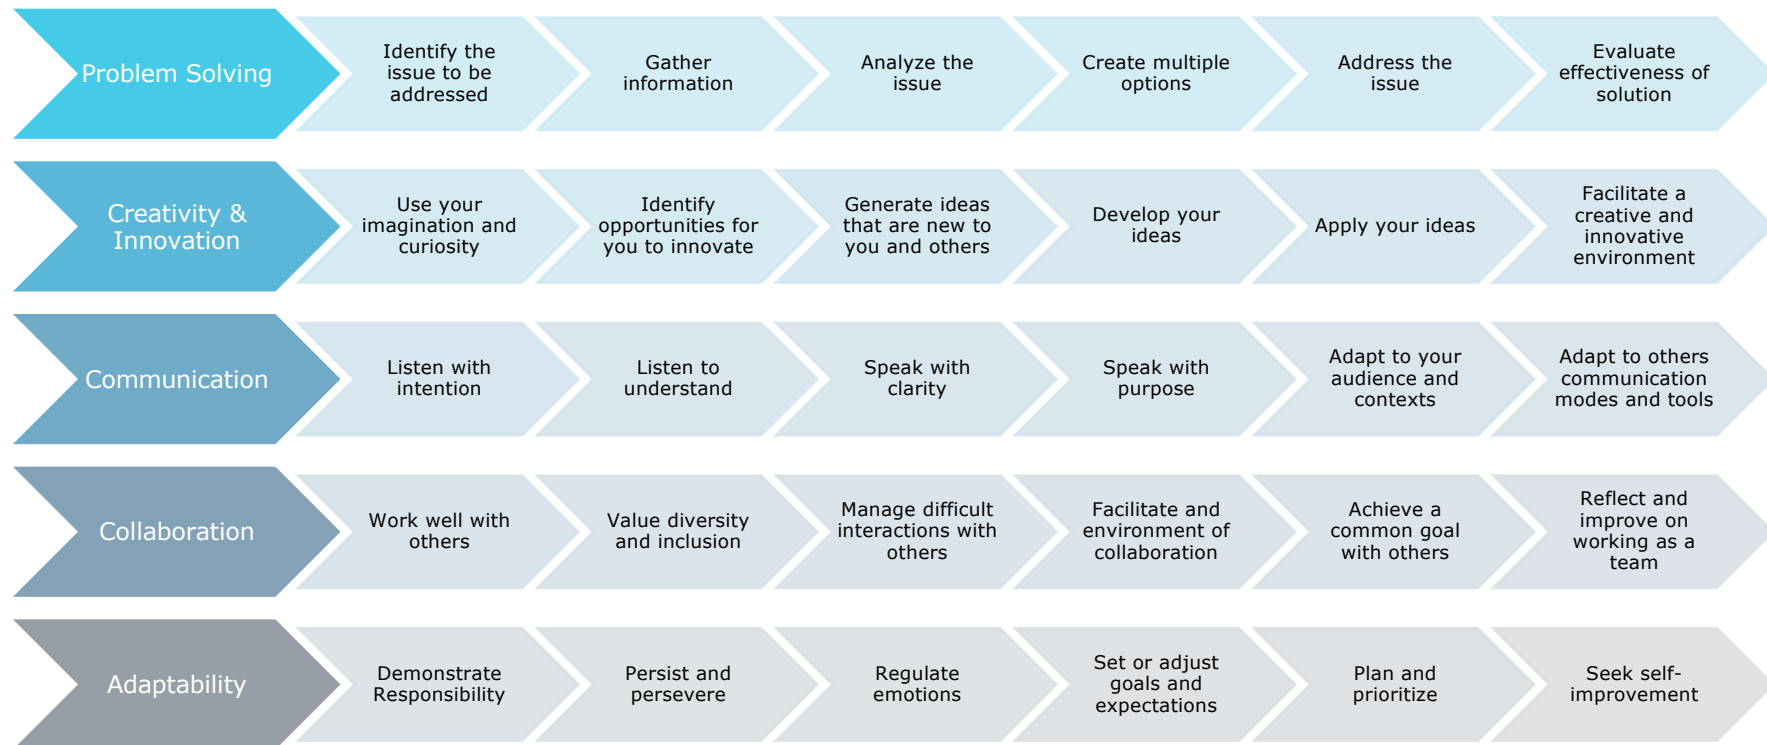 Problem Solving
Identify the
issue to be
addressed
Gather
information
Analyze the
issue
Create multiple
options
Address the
issue
Evaluate
effectiveness of
solution
Creativity &
Innovation
Use your
imagination and
curiosity
Identify
opportunities for
you to innovate
Generate ideas
that are new to
you and others
Develop your
ideas
Apply your ideas
Facilitate a
creative and
innovative
environment
Communication
Listen with
intention
Listen to
understand
Speak with
clarity
Speak with
purpose
Adapt to your
audience and
contexts
Adapt to others
communication
modes and tools
Collaboration
Work well with
others
Value diversity
and inclusion
Manage difficult
interactions with
others
Facilitate and
environment of
collaboration
Achieve a
common goal
with others
Reflect and
improve on
working as a
team
Adaptability
Demonstrate
Responsibility
Persist and
persevere
Regulate
emotions
Set or adjust
goals and
expectations
Plan and
prioritize
Seek self-
improvement